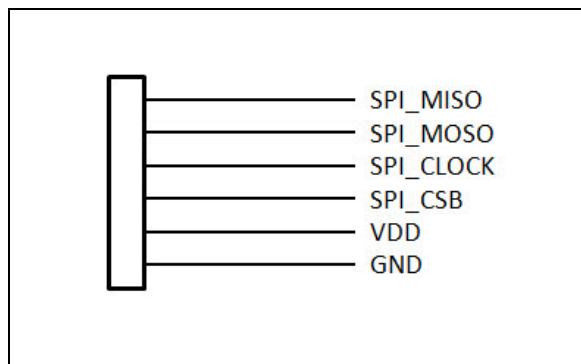 SPI_MISO
SPI_MOSO
SPI_CLOCK
SPI_CSB
VDD
GND